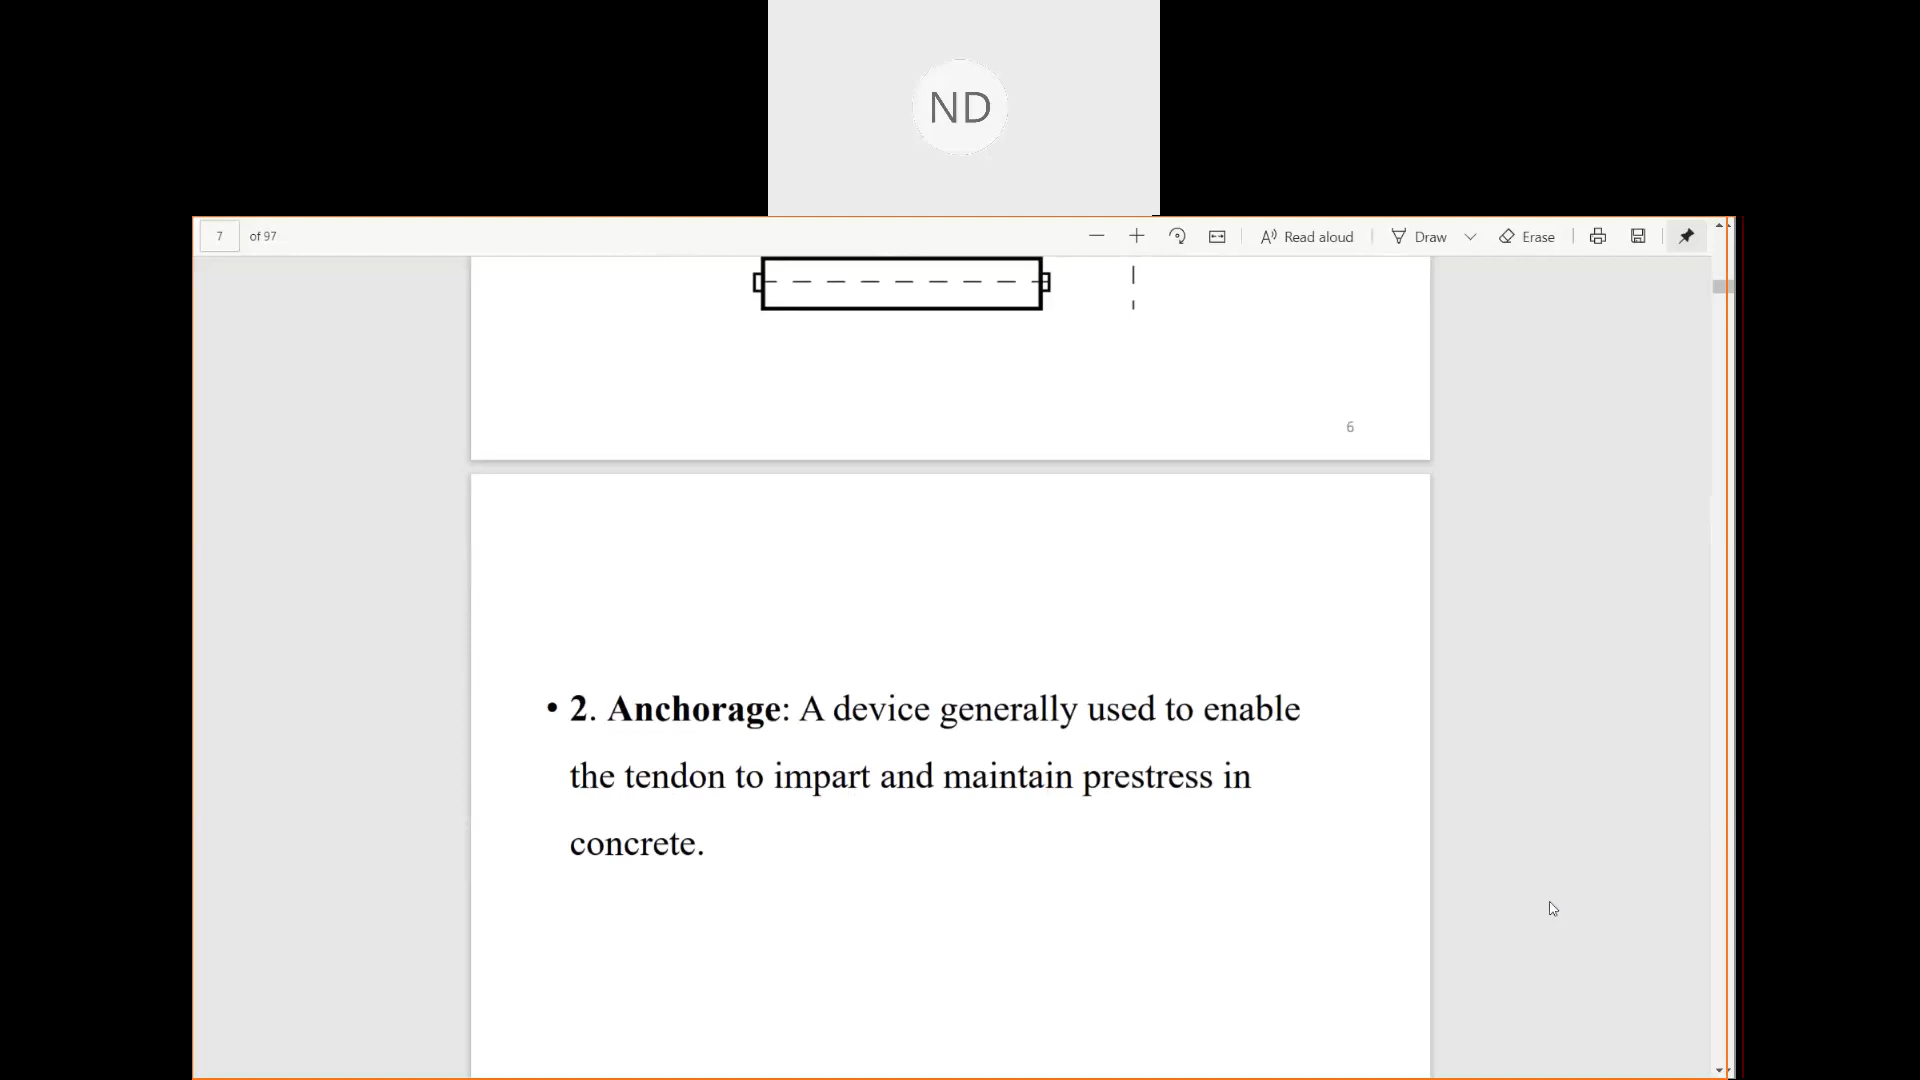 ND
7 of 97
Read aloud
Draw
Erase
6
• 2. Anchorage: A device generally used to enable
the tendon to impart and maintain prestress in
concrete.